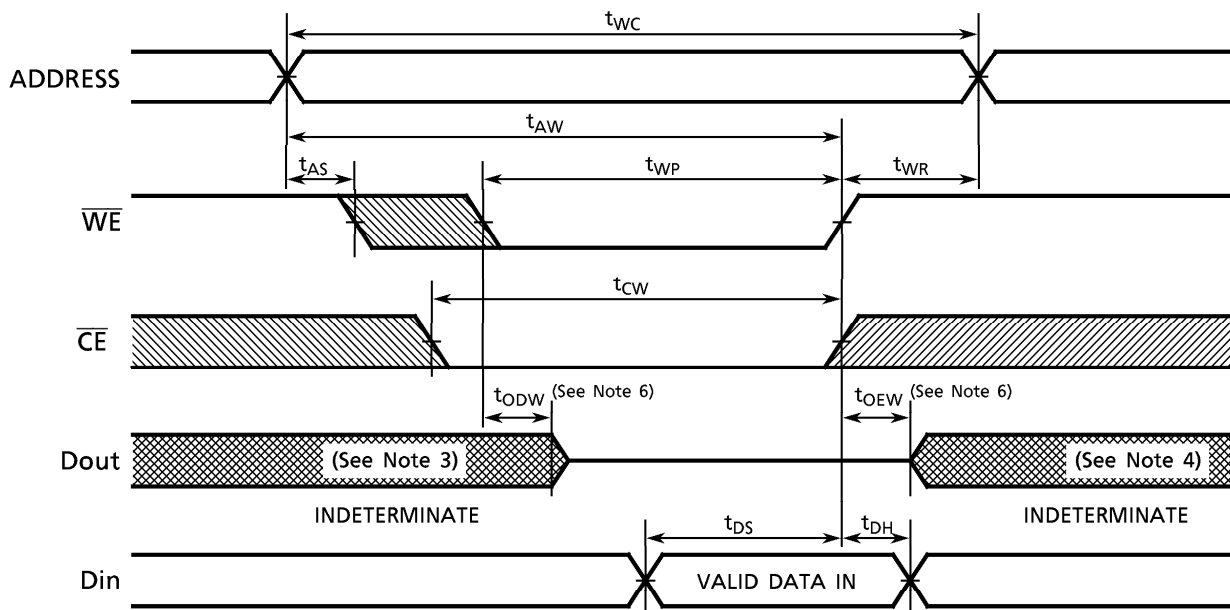 tWC
ADDRESS
tAW
tAS
tWP
tWR
WE
tCW
CE
tODW (See Note 6)
tOEW (See Note 6)
Dout
(See Note 3)
(See Note 4)
INDETERMINATE
INDETERMINATE
tDS
tDH
Din
VALID DATA IN